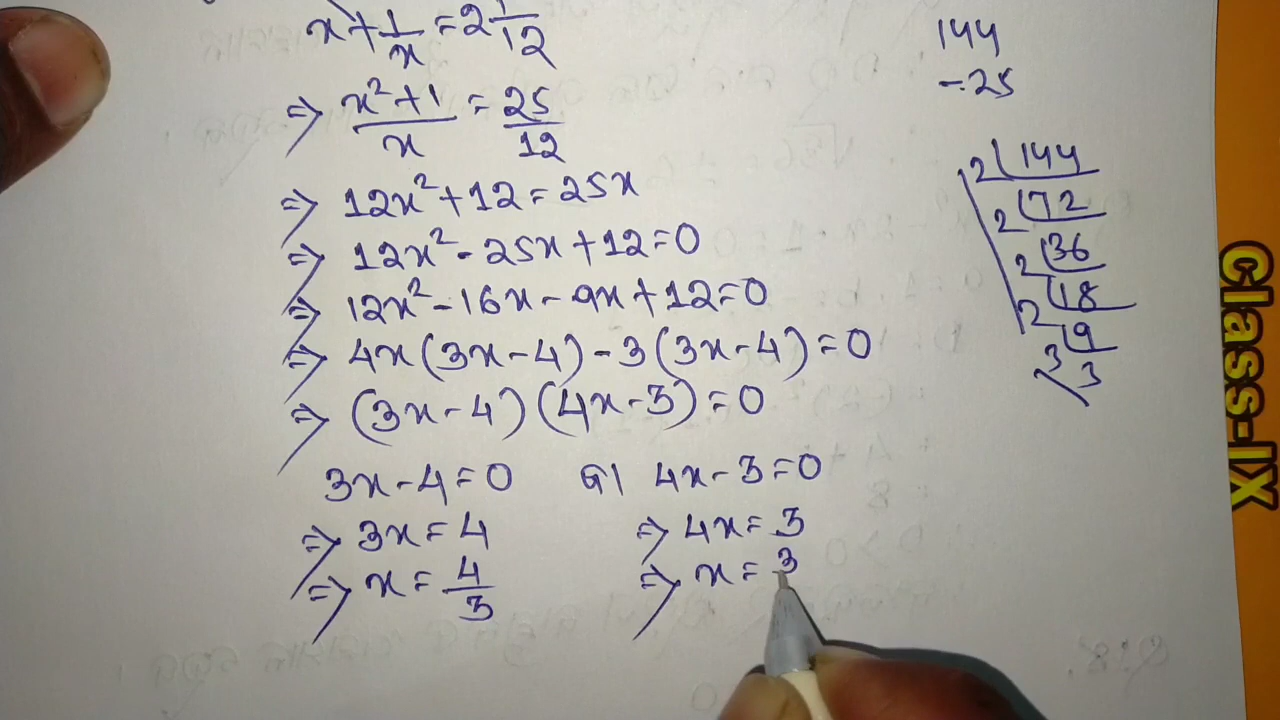 x + 1/x = 2 1/12
⇒ (x² + 1)/x = 25/12
⇒ 12x² + 12 = 25x
⇒ 12x² - 25x + 12 = 0
⇒ 12x² - 16x - 9x + 12 = 0
⇒ 4x(3x - 4) - 3(3x - 4) = 0
⇒ (3x - 4)(4x - 3) = 0
3x - 4 = 0 ବା 4x - 3 = 0
⇒ 3x = 4 ⇒ 4x = 3
⇒ x = 4/3 ⇒ x = 3
144
- 25
2 | 144
2 | 72
2 | 36
2 | 18
3 | 9
3
Class-IX